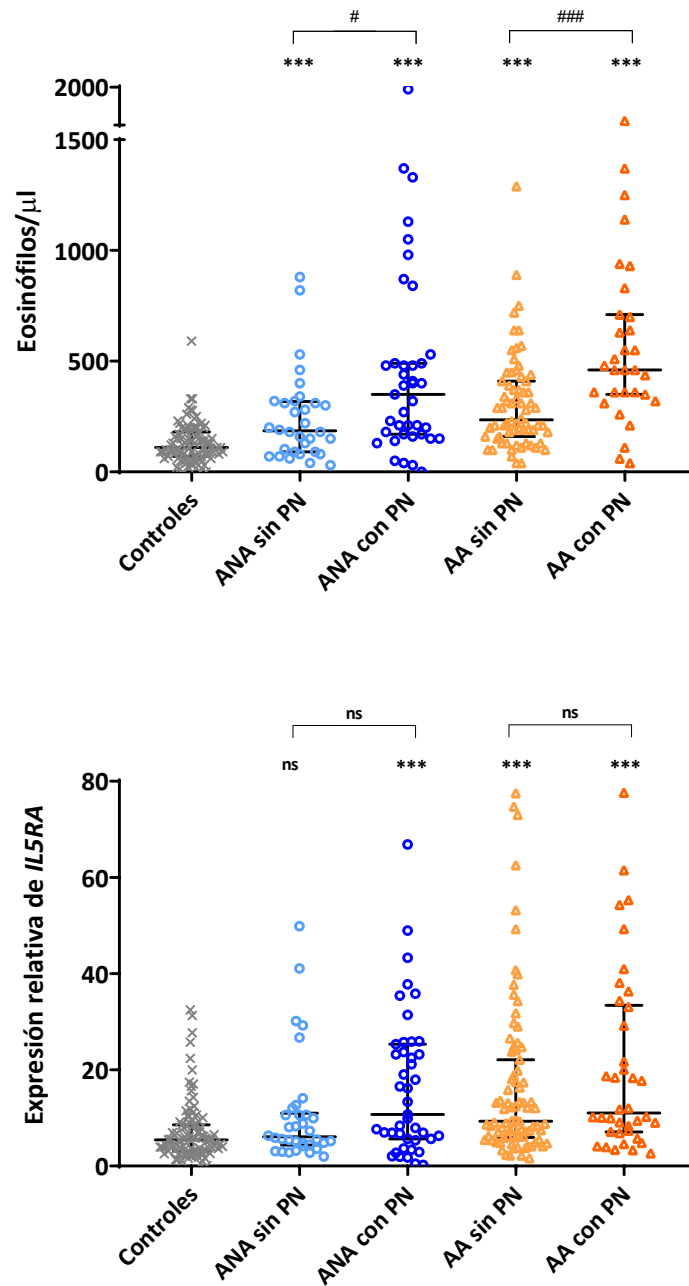 # ###
*** *** *** ***
2000
1500
1000
500
0
Eosinófilos/μl
Controles
ANA sin PN
ANA con PN
AA sin PN
AA con PN
ns ns
ns *** *** ***
80
60
40
20
0
Expresión relativa de IL5RA
Controles
ANA sin PN
ANA con PN
AA sin PN
AA con PN